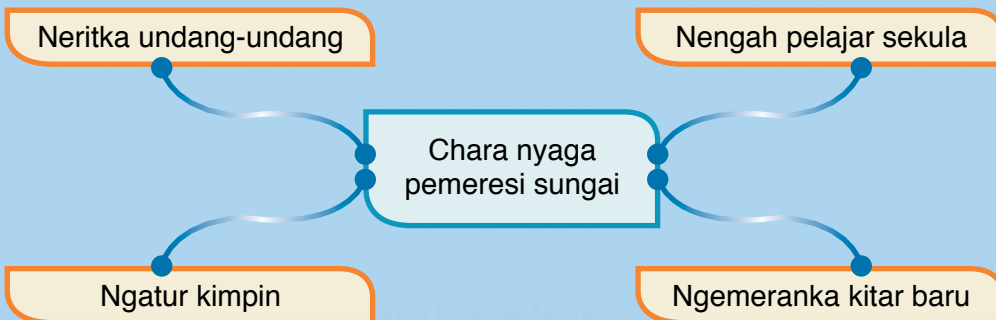 Neritka undang-undang
Nengah pelajar sekula
Chara nyaga
pemeresi sungai
Ngatur kimpin
Ngemeranka kitar baru